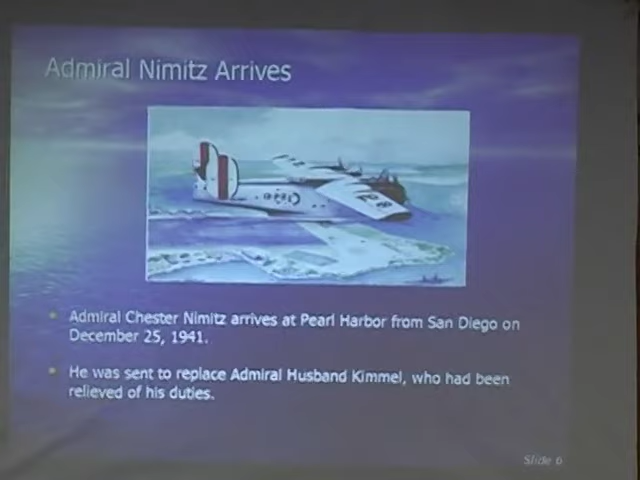 Admiral Nimitz Arrives
Admiral Chester Nimitz arrives at Pearl Harbor from San Diego on
December 25, 1941.
He was sent to replace Admiral Husband Kimmel, who had been
relieved of his duties.
Slide 6